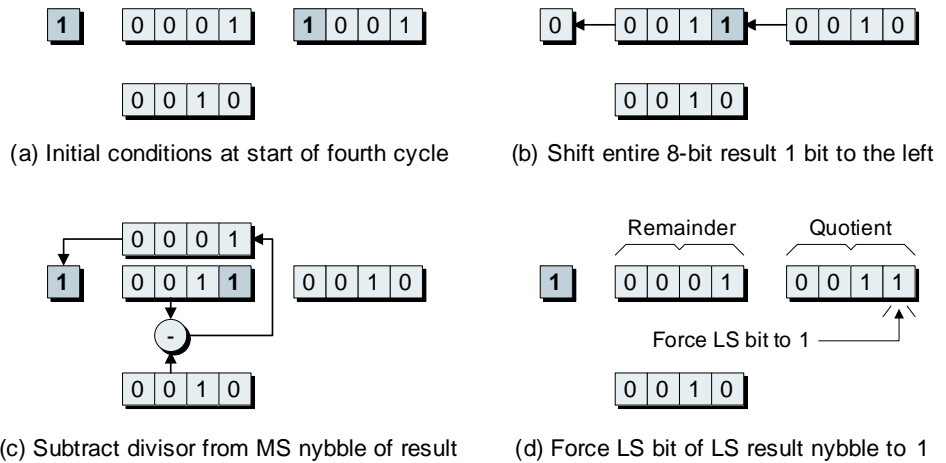 1 0 0 0 1 1 0 0 1
0 0 1 0
(a) Initial conditions at start of fourth cycle
0 0 0 1 1 0 0 1 0
0 0 1 0
(b) Shift entire 8-bit result 1 bit to the left
0 0 0 1
1 0 0 1 1 0 0 1 0
-
0 0 1 0
(c) Subtract divisor from MS nybble of result
Remainder Quotient
1 0 0 0 1 0 0 1 1
Force LS bit to 1
0 0 1 0
(d) Force LS bit of LS result nybble to 1